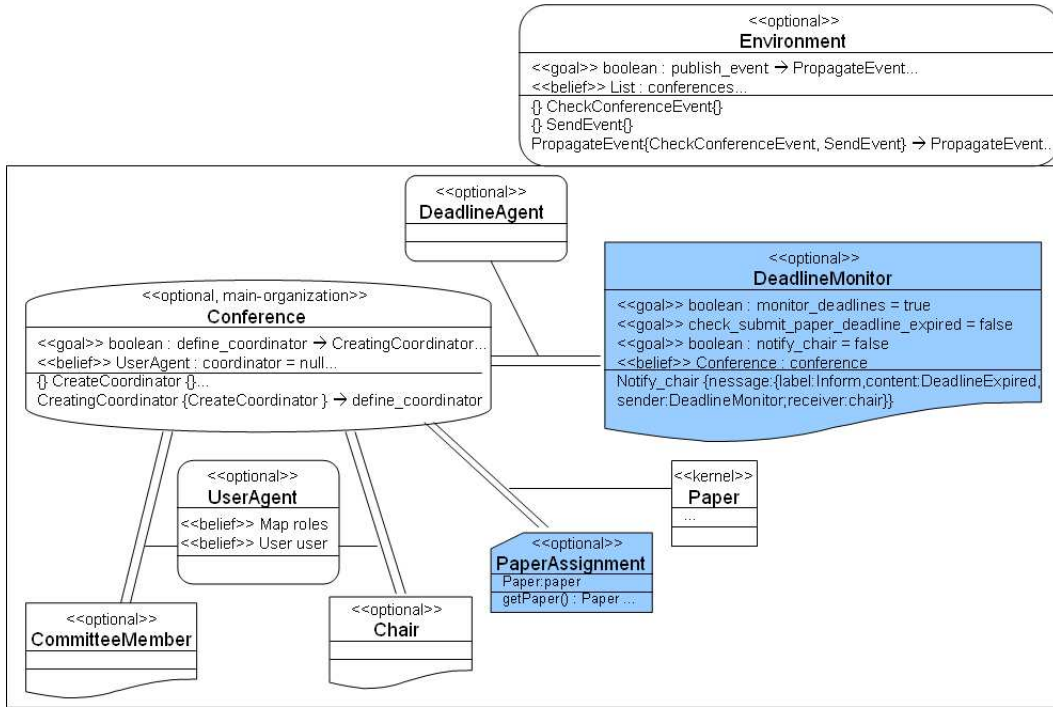 <<optional>>
Environment
<<goal>> boolean : publish_event → PropagateEvent...
<<belief>> List : conferences...
{} CheckConferenceEvent{}
{} SendEvent{}
PropagateEvent{CheckConferenceEvent, SendEvent} → PropagateEvent...
<<optional>>
DeadlineAgent
<<optional>>
DeadlineMonitor
<<goal>> boolean : monitor_deadlines = true
<<goal>> check_submit_paper_deadline_expired = false
<<goal>> boolean : notify_chair = false
<<belief>> Conference : conference
Notify_chair {nessage:{label:Inform,content:DeadlineExpired,
sender:DeadlineMonitor;receiver:chair}}
<<optional, main-organization>>
Conference
<<goal>> boolean : define_coordinator → CreatingCoordinator...
<<belief>> UserAgent : coordinator = null...
{} CreateCoordinator {}...
CreatingCoordinator {CreateCoordinator } → define_coordinator
<<optional>>
UserAgent
<<belief>> Map roles
<<belief>> User user
<<kernel>>
Paper
...
<<optional>>
PaperAssignment
Paper:paper
getPaper() : Paper ...
<<optional>>
CommitteeMember
<<optional>>
Chair